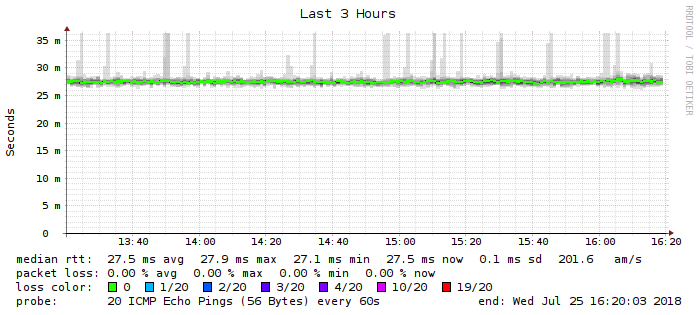 Last 3 Hours
RRDTOOL / TOBI OETIKER
Seconds
35 m
30 m
25 m
20 m
15 m
10 m
5 m
0
13:40 14:00 14:20 14:40 15:00 15:20 15:40 16:00 16:20
median rtt: 27.5 ms avg 27.9 ms max 27.1 ms min 27.5 ms now 0.1 ms sd 201.6 am/s
packet loss: 0.00 % avg 0.00 % max 0.00 % min 0.00 % now
loss color: 0 1/20 2/20 3/20 4/20 10/20 19/20
probe: 20 ICMP Echo Pings (56 Bytes) every 60s end: Wed Jul 25 16:20:03 2018